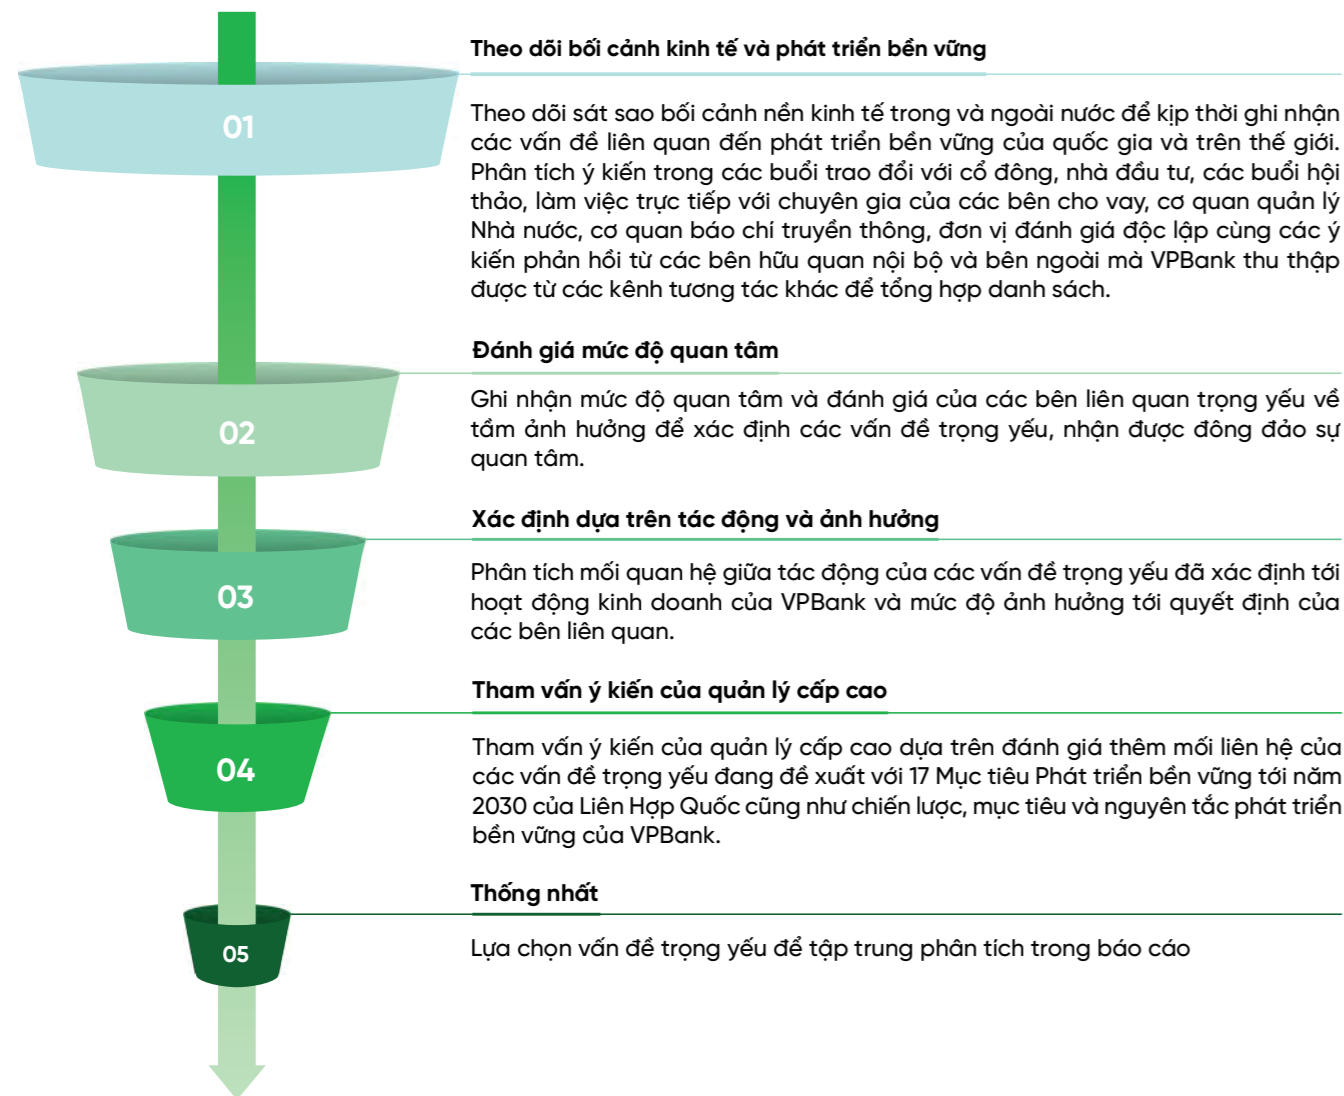 Theo dõi bối cảnh kinh tế và phát triển bền vững
01
Theo dõi sát sao bối cảnh nền kinh tế trong và ngoài nước để kịp thời ghi nhận
các vấn đề liên quan đến phát triển bền vững của quốc gia và trên thế giới.
Phân tích ý kiến trong các buổi trao đổi với cổ đông, nhà đầu tư, các buổi hội
thảo, làm việc trực tiếp với chuyên gia của các bên cho vay, cơ quan quản lý
Nhà nước, cơ quan báo chí truyền thông, đơn vị đánh giá độc lập cùng các ý
kiến phản hồi từ các bên hữu quan nội bộ và bên ngoài mà VPBank thu thập
được từ các kênh tương tác khác để tổng hợp danh sách.
Đánh giá mức độ quan tâm
02
Ghi nhận mức độ quan tâm và đánh giá của các bên liên quan trọng yếu về
tầm ảnh hưởng để xác định các vấn đề trọng yếu, nhận được đông đảo sự
quan tâm.
Xác định dựa trên tác động và ảnh hưởng
03
Phân tích mối quan hệ giữa tác động của các vấn đề trọng yếu đã xác định tới
hoạt động kinh doanh của VPBank và mức độ ảnh hưởng tới quyết định của
các bên liên quan.
Tham vấn ý kiến của quản lý cấp cao
04
Tham vấn ý kiến của quản lý cấp cao dựa trên đánh giá thêm mối liên hệ của
các vấn đề trọng yếu đang đề xuất với 17 Mục tiêu Phát triển bền vững tới năm
2030 của Liên Hợp Quốc cũng như chiến lược, mục tiêu và nguyên tắc phát triển
bền vững của VPBank.
Thống nhất
05
Lựa chọn vấn đề trọng yếu để tập trung phân tích trong báo cáo